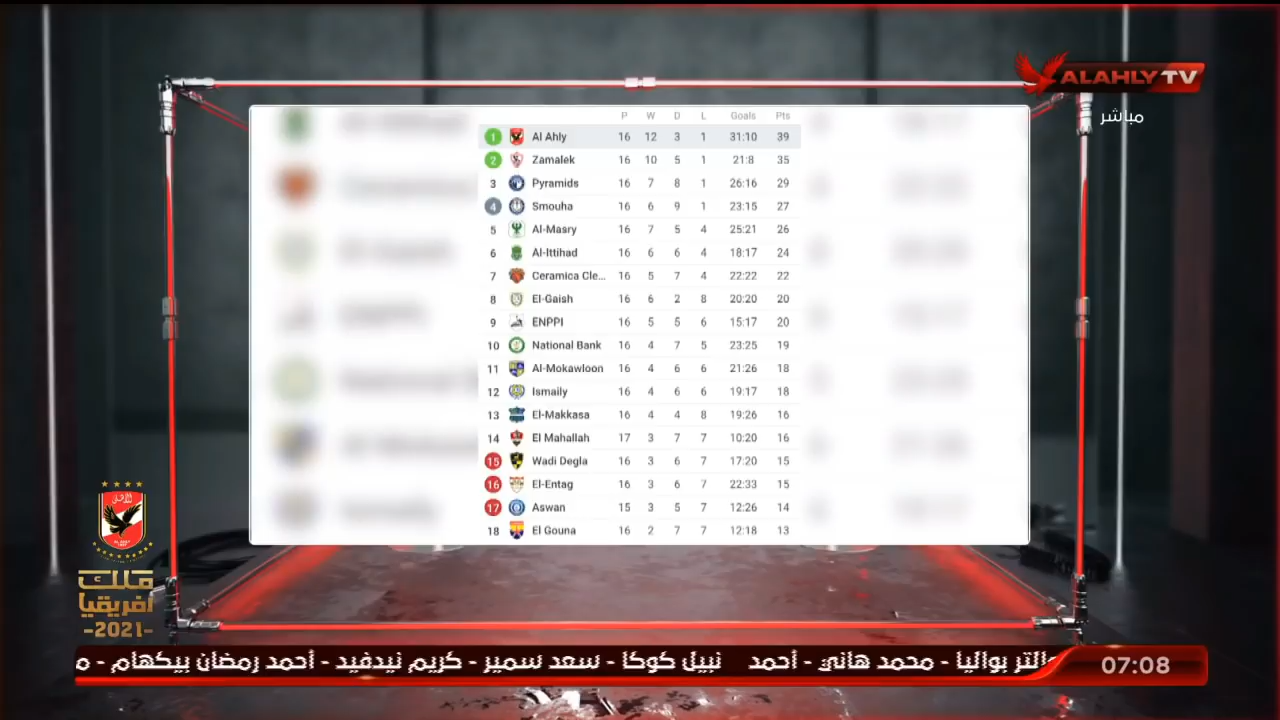 ALAHLY TV
مباشر
P W D L Goals Pts
1 Al Ahly 16 12 3 1 31:10 39
2 Zamalek 16 10 5 1 21:8 35
3 Pyramids 16 7 8 1 26:16 29
4 Smouha 16 6 9 1 23:15 27
5 Al-Masry 16 7 5 4 25:21 26
6 Al-Ittihad 16 6 6 4 18:17 24
7 Ceramica Cle... 16 5 7 4 22:22 22
8 El-Gaish 16 6 2 8 20:20 20
9 ENPPI 16 5 5 6 15:17 20
10 National Bank 16 4 7 5 23:25 19
11 Al-Mokawloon 16 4 6 6 21:26 18
12 Ismaily 16 4 6 6 19:17 18
13 El-Makkasa 16 4 4 8 19:26 16
14 El Mahallah 17 3 7 7 10:20 16
15 Wadi Degla 16 3 6 7 17:20 15
16 El-Entag 16 3 6 7 22:33 15
17 Aswan 15 3 5 7 12:26 14
18 El Gouna 16 2 7 7 12:18 13
ملك
افريقيا
-2021-
والتر بواليا - محمد هاني - أحمد نبيل كوكا - سعد سمير - كريم نيدفيد - أحمد رمضان بيكهام - م
07:08